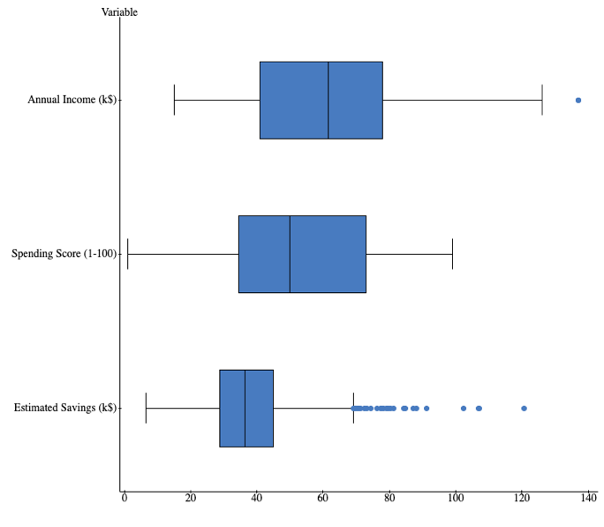 Variable
Annual Income (k$)
Spending Score (1-100)
Estimated Savings (k$)
0 20 40 60 80 100 120 140